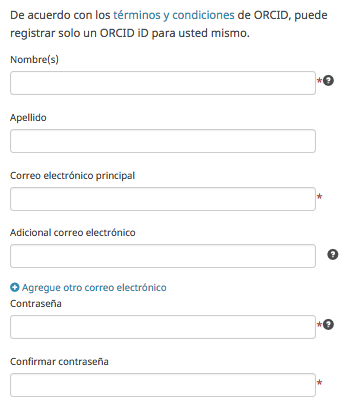 De acuerdo con los términos y condiciones de ORCID, puede
registrar solo un ORCID iD para usted mismo.
Nombre(s)
*?
Apellido
Correo electrónico principal
*
Adicional correo electrónico
?
Agregue otro correo electrónico
Contraseña
*?
Confirmar contraseña
*